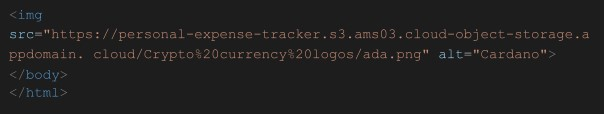 <img
src="https://personal-expense-tracker.s3.ams03.cloud-object-storage.a
ppdomain. cloud/Crypto%20currency%20logos/ada.png" alt="Cardano">
</body>
</html>